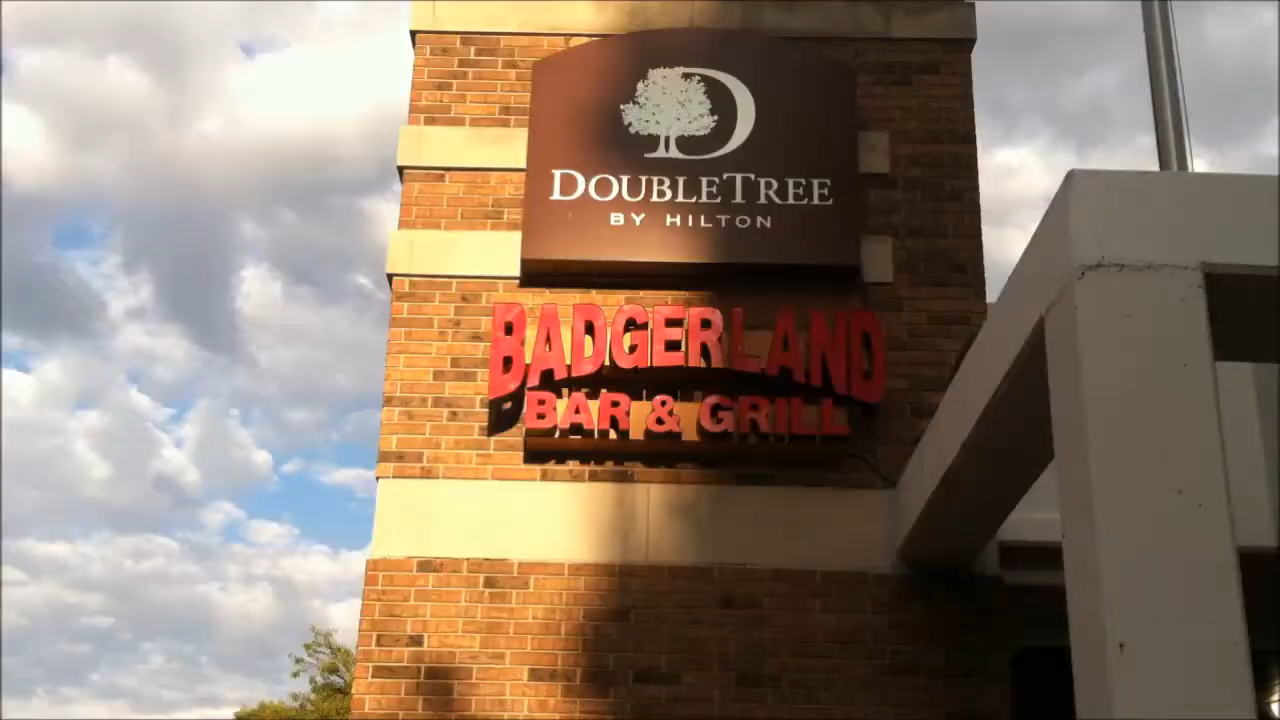 D
DOUBLETREE
BY HILTON
BADGERLAND
BAR & GRILL